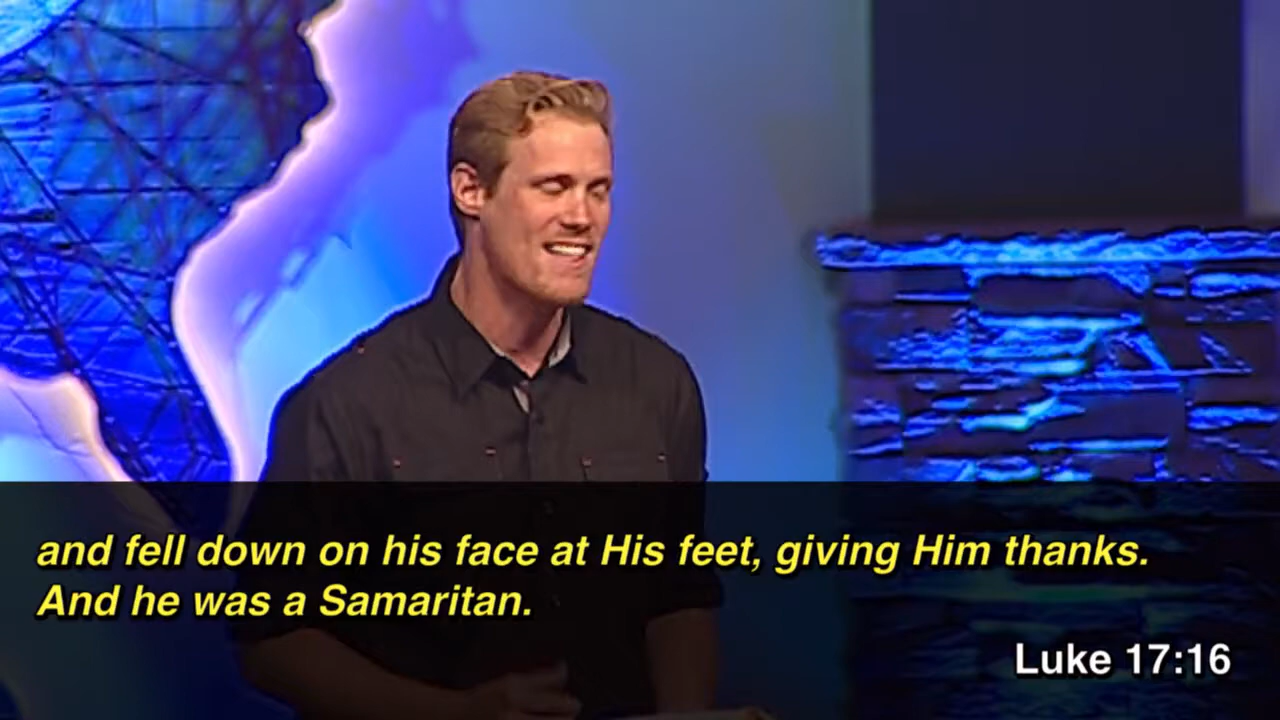 and fell down on his face at His feet, giving Him thanks.
And he was a Samaritan.
Luke 17:16